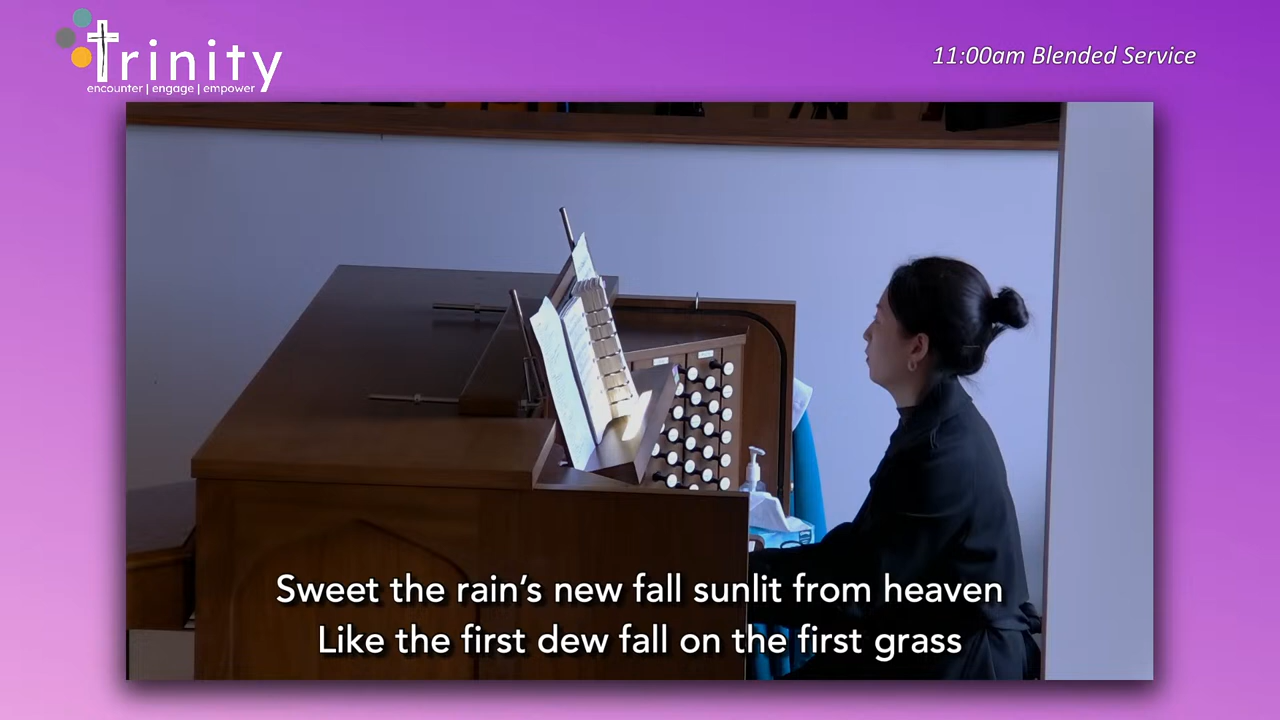 trinity
encounter | engage | empower
11:00am Blended Service
Sweet the rain's new fall sunlit from heaven
Like the first dew fall on the first grass